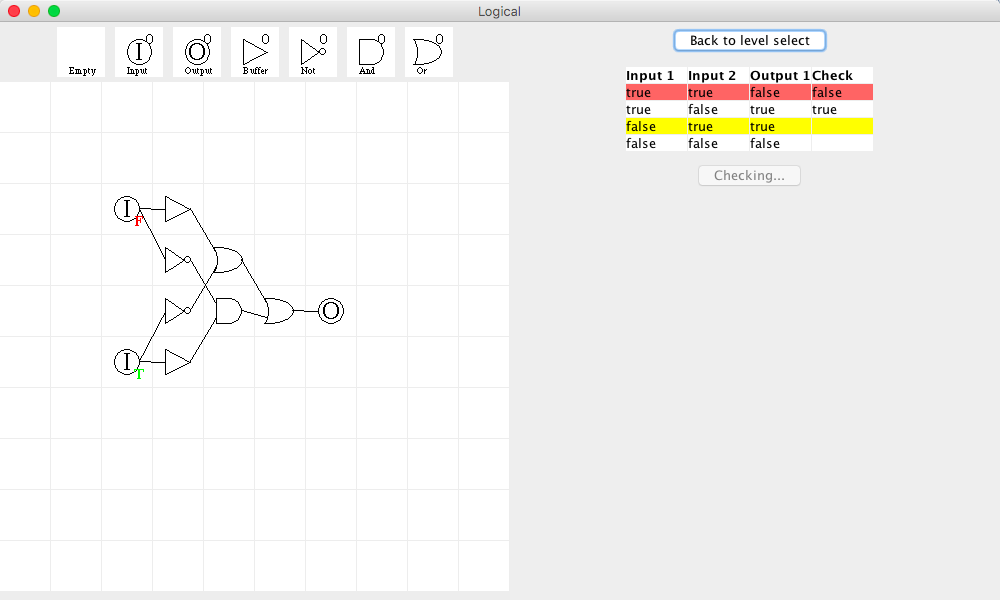 Logical
Empty
I 0 Input
O 0 Output
0 Buffer
0 Not
0 And
0 Or
Back to level select
Input 1 Input 2 Output 1 Check
true true false false
true false true true
false true true
false false false
Checking...
I
F
O
I
T